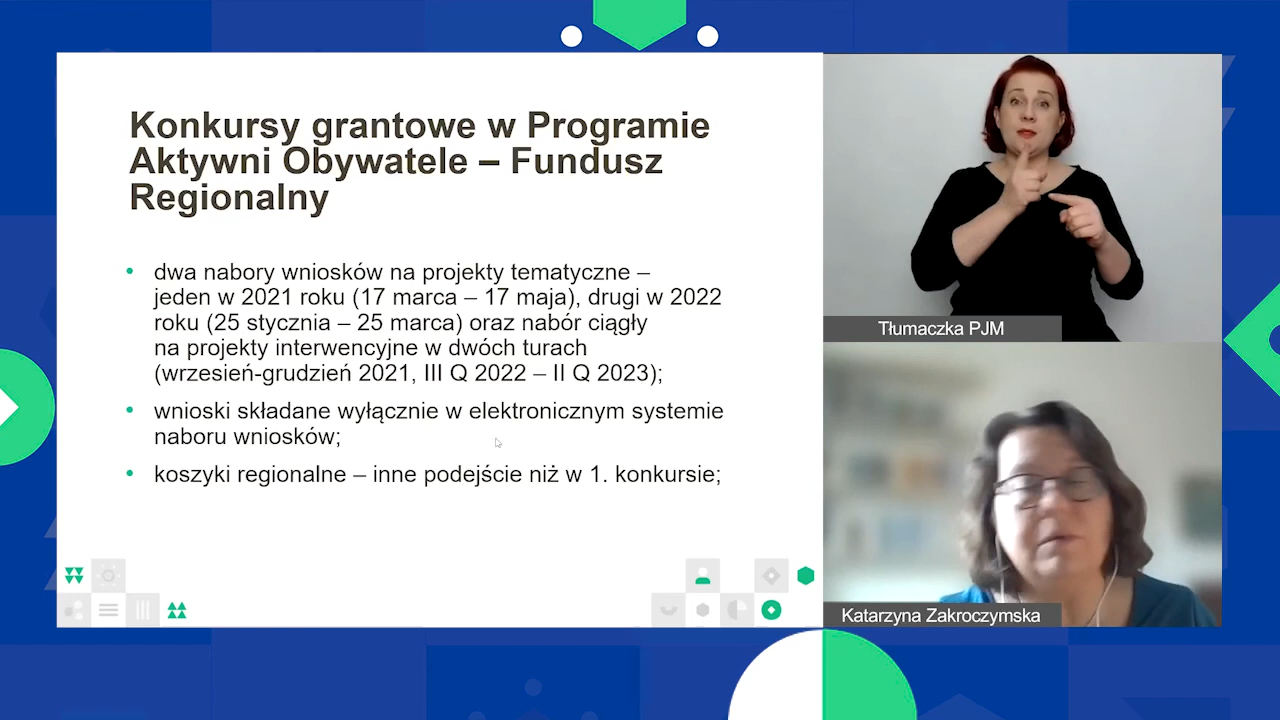 Konkursy grantowe w Programie
Aktywni Obywatele – Fundusz
Regionalny
• dwa nabory wniosków na projekty tematyczne –
jeden w 2021 roku (17 marca – 17 maja), drugi w 2022
roku (25 stycznia – 25 marca) oraz nabór ciągły
na projekty interwencyjne w dwóch turach
(wrzesień-grudzień 2021, III Q 2022 – II Q 2023);
• wnioski składane wyłącznie w elektronicznym systemie
naboru wniosków;
• koszyki regionalne – inne podejście niż w 1. konkursie;
Tłumaczka PJM
Katarzyna Zakroczymska